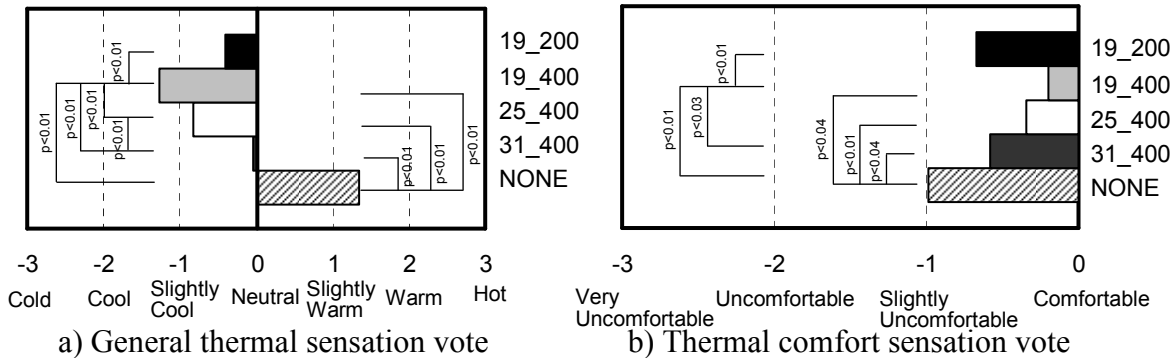 p<0.01
p<0.01
p<0.01
p<0.01
p<0.01
p<0.01
p<0.01
p<0.01
p<0.01
19_200
19_400
25_400
31_400
NONE
-3 -2 -1 0 1 2 3
Cold Cool Slightly Cool Neutral Slightly Warm Warm Hot
a) General thermal sensation vote
p<0.01
p<0.03
p<0.01
p<0.04
p<0.01
p<0.04
19_200
19_400
25_400
31_400
NONE
-3 -2 -1 0
Very Uncomfortable Uncomfortable Slightly Uncomfortable Comfortable
b) Thermal comfort sensation vote